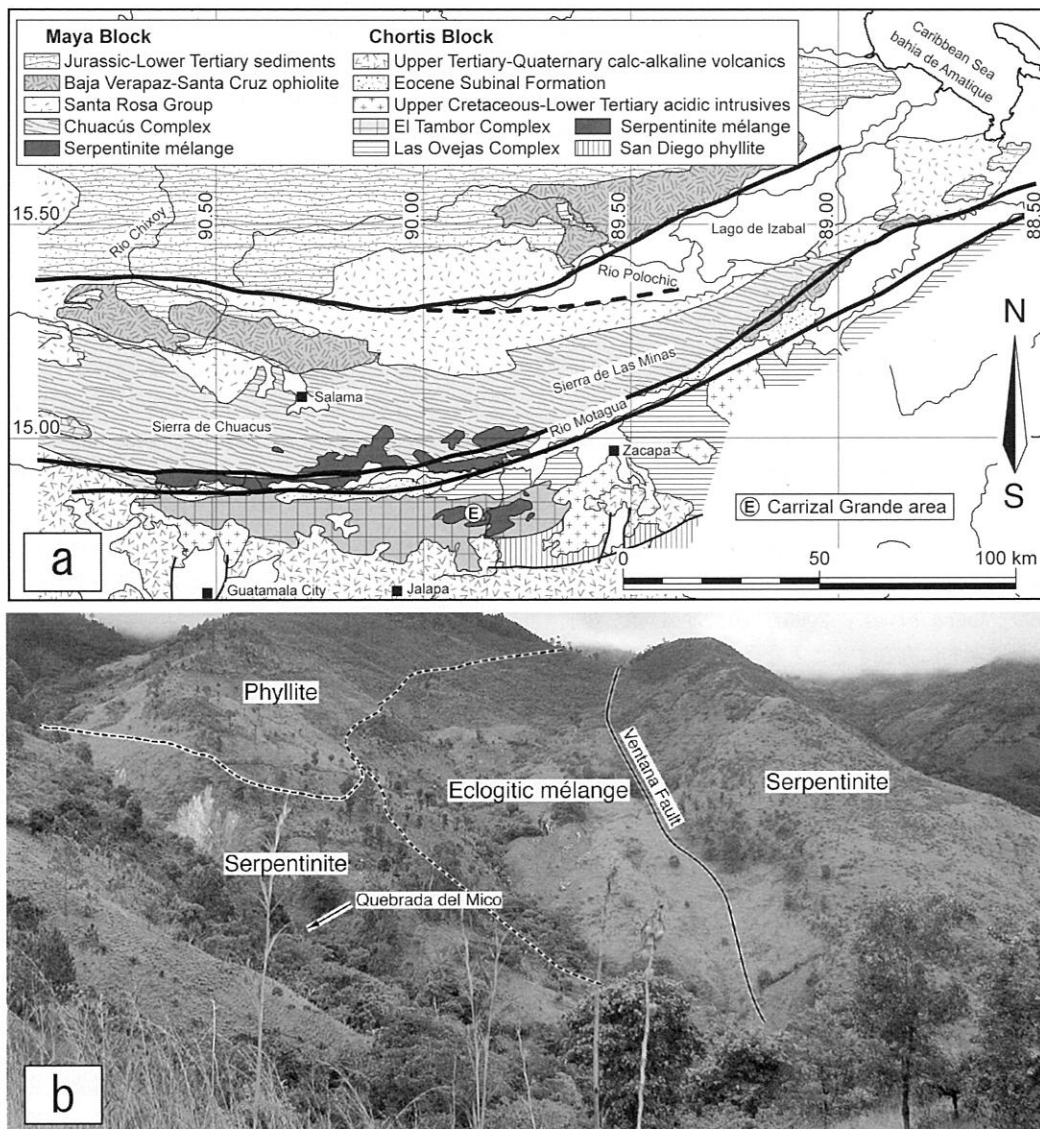 Maya Block
Jurassic-Lower Tertiary sediments
Baja Verapaz-Santa Cruz ophiolite
Santa Rosa Group
Chuacús Complex
Serpentinite mélange
Chortis Block
Upper Tertiary-Quaternary calc-alkaline volcanics
Eocene Subinal Formation
Upper Cretaceous-Lower Tertiary acidic intrusives
El Tambor Complex
Serpentinite mélange
Las Ovejas Complex
San Diego phyllite
Caribbean Sea
bahia de Amatique
15.50
Rio Chixoy
90.50
90.00
89.50
89.00
88.50
Lago de Izabal
Rio Polochic
N
Sierra de Las Minas
Salama
Sierra de Chuacus
15.00
Rio Motagua
Zacapa
S
E
E Carrizal Grande area
a
0 50 100 km
Guatamala City
Jalapa
Phyllite
Ventana Fault
Eclogitic mélange
Serpentinite
Serpentinite
Quebrada del Mico
b